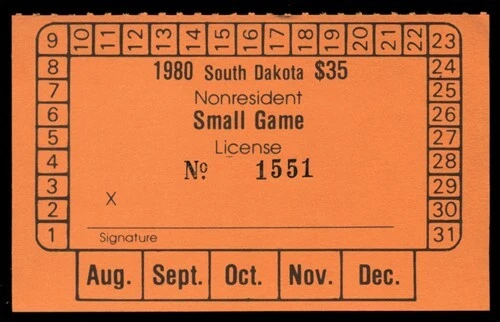 9 10 11 12 13 14 15 16 17 18 19 20 21 22 23
8 1980 South Dakota $35 24
7 Nonresident 25
6 Small Game 26
5 License 27
4 No. 1551 28
3 X 29
2 30
1 Signature 31
Aug. Sept. Oct. Nov. Dec.